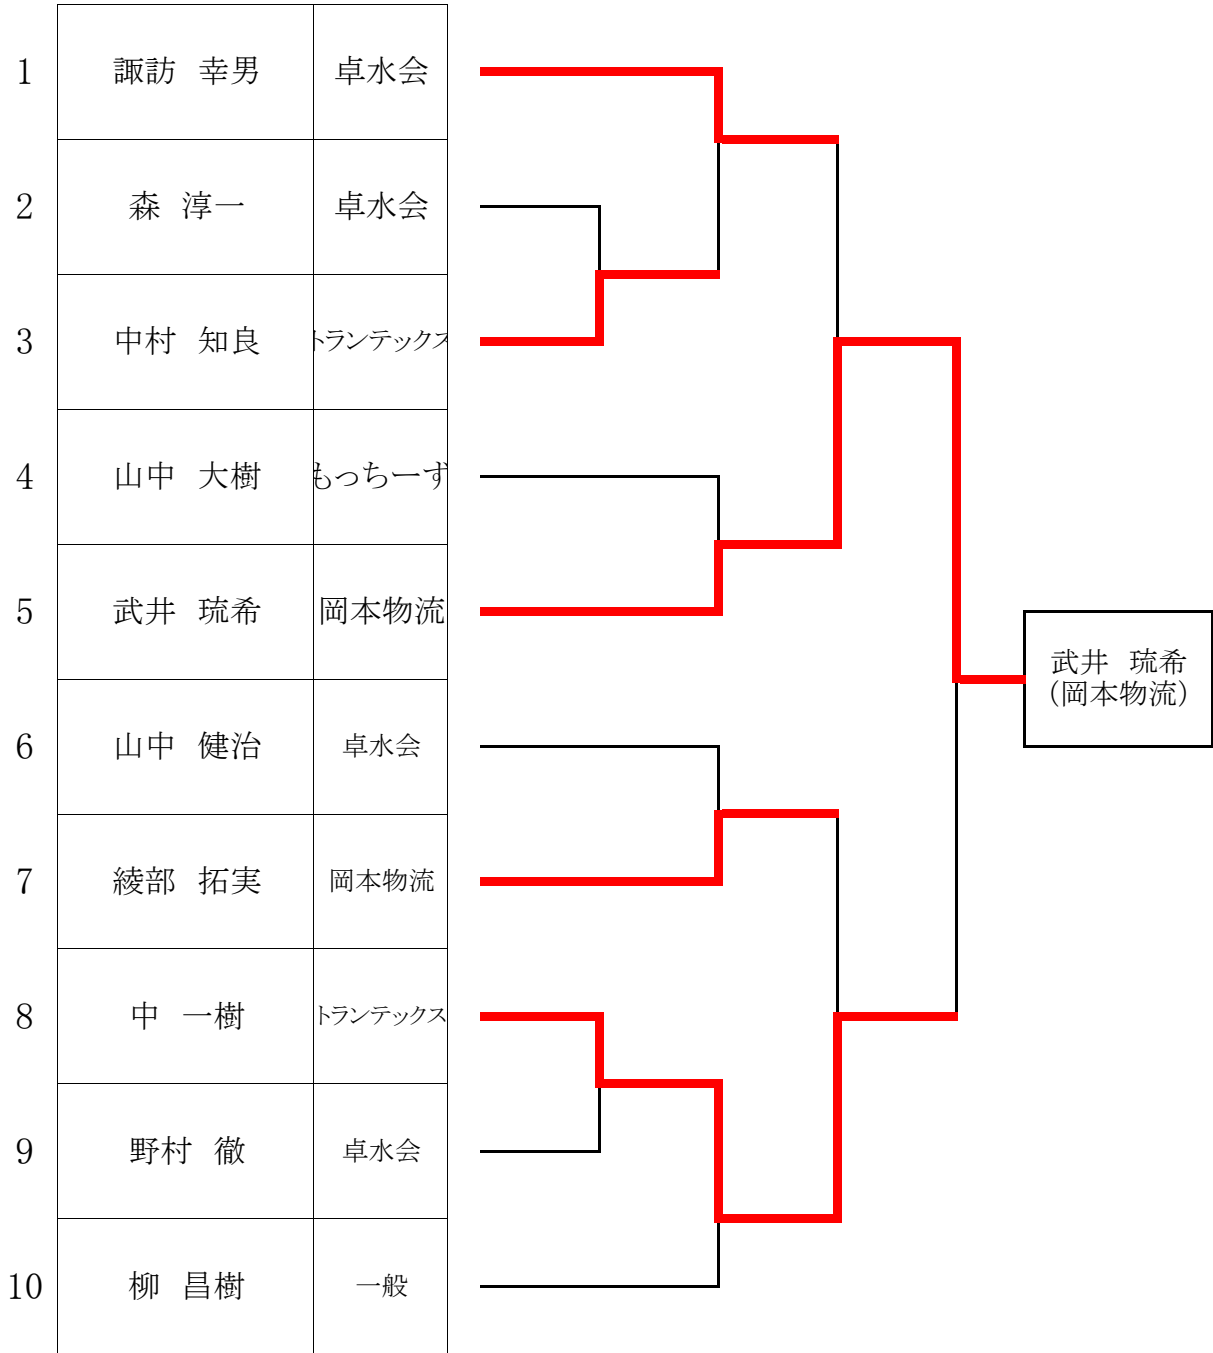 1 諏訪 幸男 卓水会
2 森 淳一 卓水会
3 中村 知良 トランテックス
4 山中 大樹 もっちーず
5 武井 琉希 岡本物流
武井 琉希
(岡本物流)
6 山中 健治 卓水会
7 綾部 拓実 岡本物流
8 中 一樹 トランテックス
9 野村 徹 卓水会
10 柳 昌樹 一般